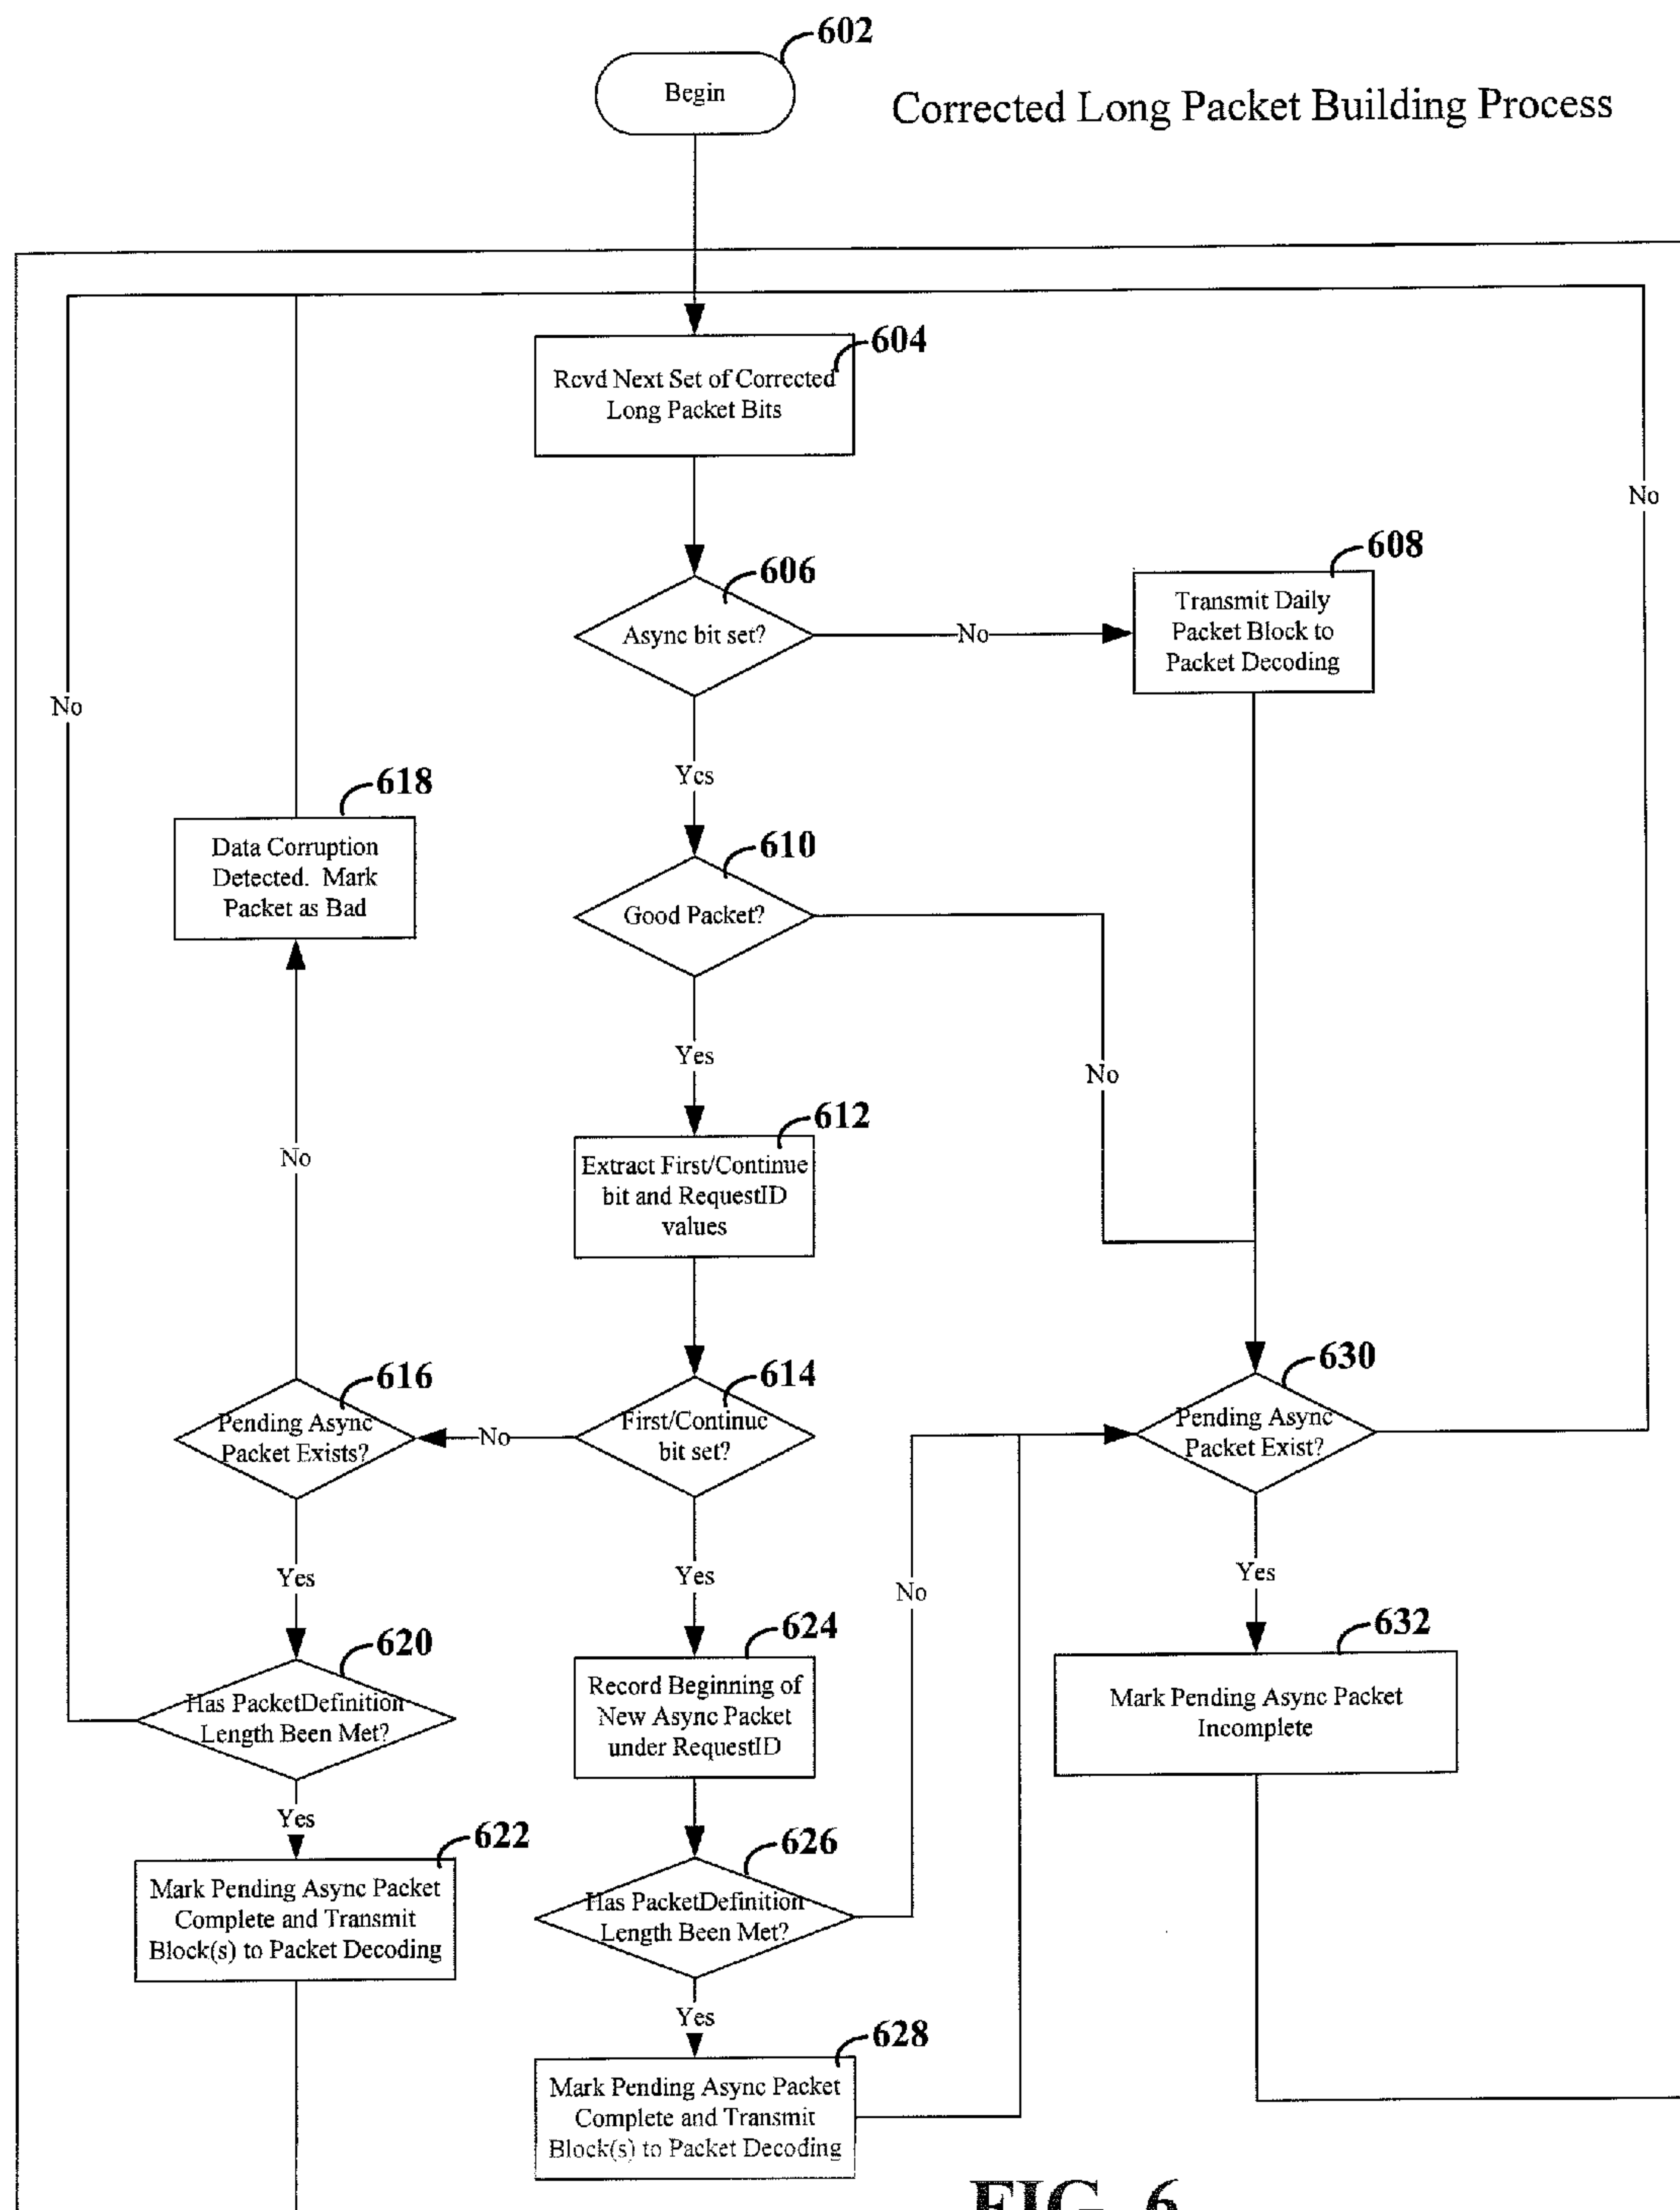 602
Begin
Corrected Long Packet Building Process
604
Rcvd Next Set of Corrected
Long Packet Bits
No
606
Async bit set?
No
608
Transmit Daily
Packet Block to
Packet Decoding
No
Yes
618
Data Corruption
Detected. Mark
Packet as Bad
610
Good Packet?
Yes
No
612
Extract First/Continue
bit and RequestID
values
No
616
Pending Async
Packet Exists?
No
614
First/Continue
bit set?
630
Pending Async
Packet Exist?
Yes
Yes
No
Yes
620
Has PacketDefinition
Length Been Met?
624
Record Beginning of
New Async Packet
under RequestID
632
Mark Pending Async Packet
Incomplete
Yes
622
Mark Pending Async Packet
Complete and Transmit
Block(s) to Packet Decoding
626
Has PacketDefinition
Length Been Met?
Yes
628
Mark Pending Async Packet
Complete and Transmit
Block(s) to Packet Decoding
FIG. 6